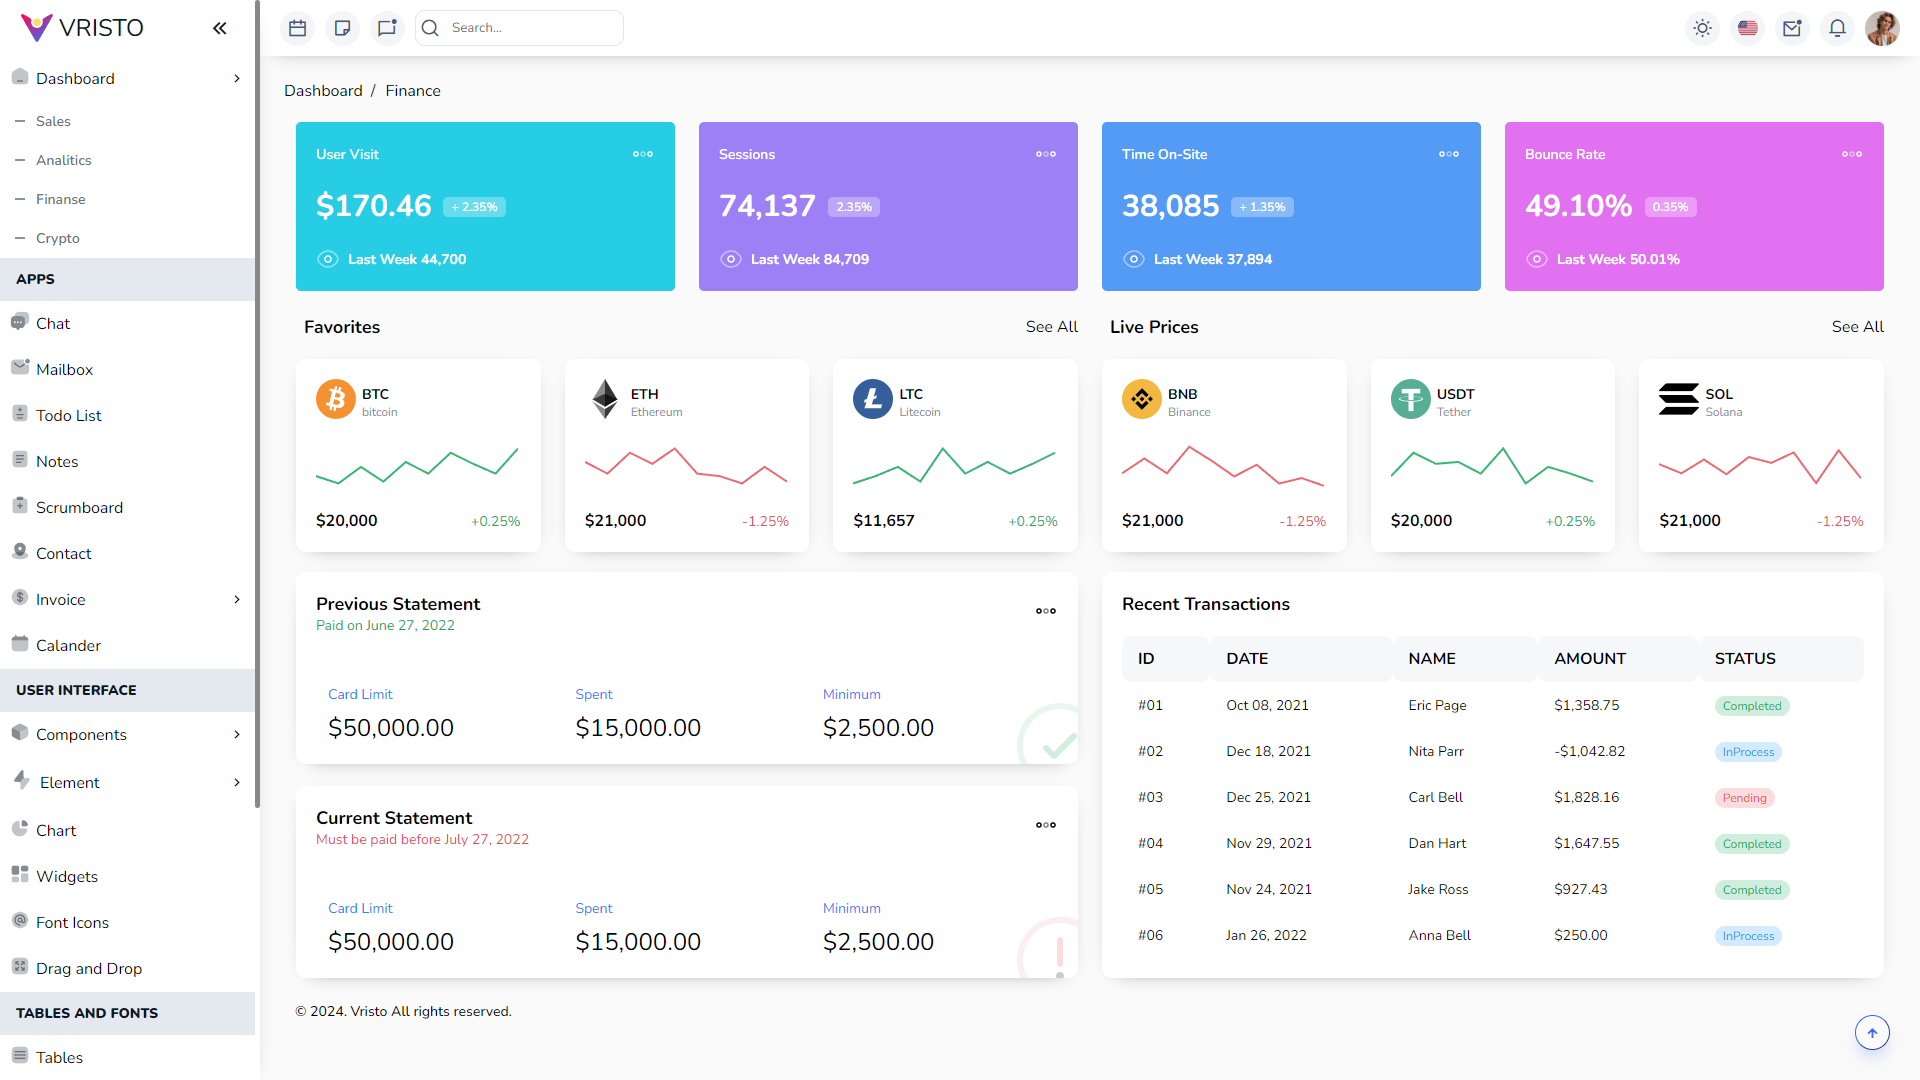 VRISTO
Search...
Dashboard
Sales
Analitics
Finanse
Crypto
APPS
Chat
Mailbox
Todo List
Notes
Scrumboard
Contact
Invoice
Calander
USER INTERFACE
Components
Element
Chart
Widgets
Font Icons
Drag and Drop
TABLES AND FONTS
Tables
Dashboard / Finance
User Visit
$170.46 + 2.35%
Last Week 44,700
Sessions
74,137 2.35%
Last Week 84,709
Time On-Site
38,085 + 1.35%
Last Week 37,894
Bounce Rate
49.10% 0.35%
Last Week 50.01%
Favorites See All
BTC
bitcoin
$20,000 +0.25%
ETH
Ethereum
$21,000 -1.25%
LTC
Litecoin
$11,657 +0.25%
Live Prices See All
BNB
Binance
$21,000 -1.25%
USDT
Tether
$20,000 +0.25%
SOL
Solana
$21,000 -1.25%
Previous Statement
Paid on June 27, 2022
Card Limit Spent Minimum
$50,000.00 $15,000.00 $2,500.00
Current Statement
Must be paid before July 27, 2022
Card Limit Spent Minimum
$50,000.00 $15,000.00 $2,500.00
Recent Transactions
ID DATE NAME AMOUNT STATUS
#01 Oct 08, 2021 Eric Page $1,358.75 Completed
#02 Dec 18, 2021 Nita Parr -$1,042.82 InProcess
#03 Dec 25, 2021 Carl Bell $1,828.16 Pending
#04 Nov 29, 2021 Dan Hart $1,647.55 Completed
#05 Nov 24, 2021 Jake Ross $927.43 Completed
#06 Jan 26, 2022 Anna Bell $250.00 InProcess
© 2024. Vristo All rights reserved.